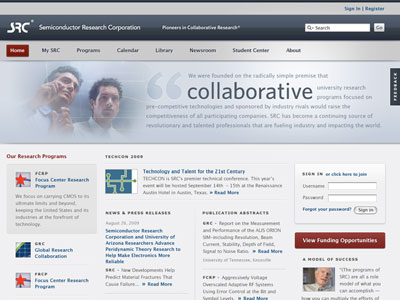 Sign In | Register
SRC® Semiconductor Research Corporation
Pioneers in Collaborative Research®
Search
Go
Home My SRC Programs Calendar Library Newsroom Student Center About
FEEDBACK
We were founded on the radically simple premise that
collaborative university research
programs focused on
pre-competitive technologies and sponsored by industry rivals would raise the
competitiveness of all participating companies. SRC has become a continuing source of
revolutionary and talented professionals that are fueling industry and impacting the world.
Our Research Programs
FCRP
Focus Center Research
Program
We focus on carrying CMOS to its
ultimate limits and beyond,
keeping the United States and its
industries at the forefront of
technology.
GRC
Global Research
Collaboration
FCRP
Focus Center Research
Program
TECHCON 2009
Technology and Talent for the 21st Century
TECHCON is SRC's premier technical conference. This year's
event will be hosted September 14th - 15th at the Renaissance
Austin Hotel in Austin, Texas. » Read More
NEWS & PRESS RELEASES
August 26, 2009
Semiconductor Research
Corporation and University of
Arizona Researchers Advance
Peridynamic Theory Research to
Help Make Electronics More
Reliable
SRC – New Developments Help
Predict Material Fractures That
Cause Failure... » Read More
PUBLICATION ABSTRACTS
GRC - Research on the
Measurement of the AlN ORION
SIM-including Resolution, Beam
Current, Stability, Depth of Field,
Signal to Noise » Read More
University of Tennessee, Knoxville
FCRP - Aggressively Voltage
Overscaled Adaptive RF Systems
Using Error Control at the Bit and
Symbol Levels » Read More
SIGN IN or click here to register
Username
Password
Forgot your password?
Sign in
View Funding Opportunities
A MODEL OF SUCCESS
"[The programs
of SRC] are all a
role model of
what you can
accomplish —
how you can